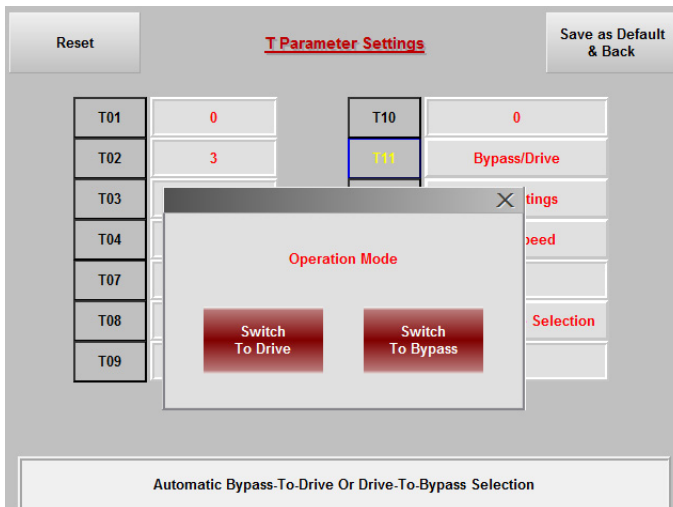 Reset
T Parameter Settings
Save as Default
& Back
T01
0
T10
0
T02
3
T11
Bypass/Drive
T03
tings
X
Operation Mode
T04
peed
T07
T08
Selection
Switch
To Drive
Switch
To Bypass
T09
Automatic Bypass-To-Drive Or Drive-To-Bypass Selection